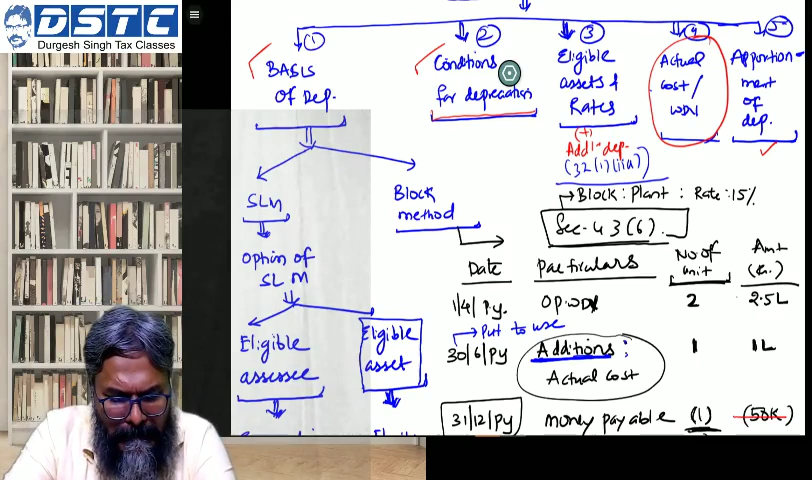 DSTC
Durgesh Singh Tax Classes
①
BASIS
Of Dep.
②
Conditions
for depreciation
③
Eligible
assets &
Rates
(+)
Addl. dep.
(32(1)(iia))
④
Actual
cost/
WDV
⑤
Apportion-
ment
of
dep.
SLM
Option of
SLM
Eligible
assessee
Eligible
asset
Block
method
Block : Plant : Rate : 15%
Sec-43(6)
Date Particulars No of unit Amt (Rs.)
1/4/Py. Op WDV 2 2.5L
Put to use
30/6/Py Additions : 1 1L
Actual cost
31/12/Py money payable (1) (50K)